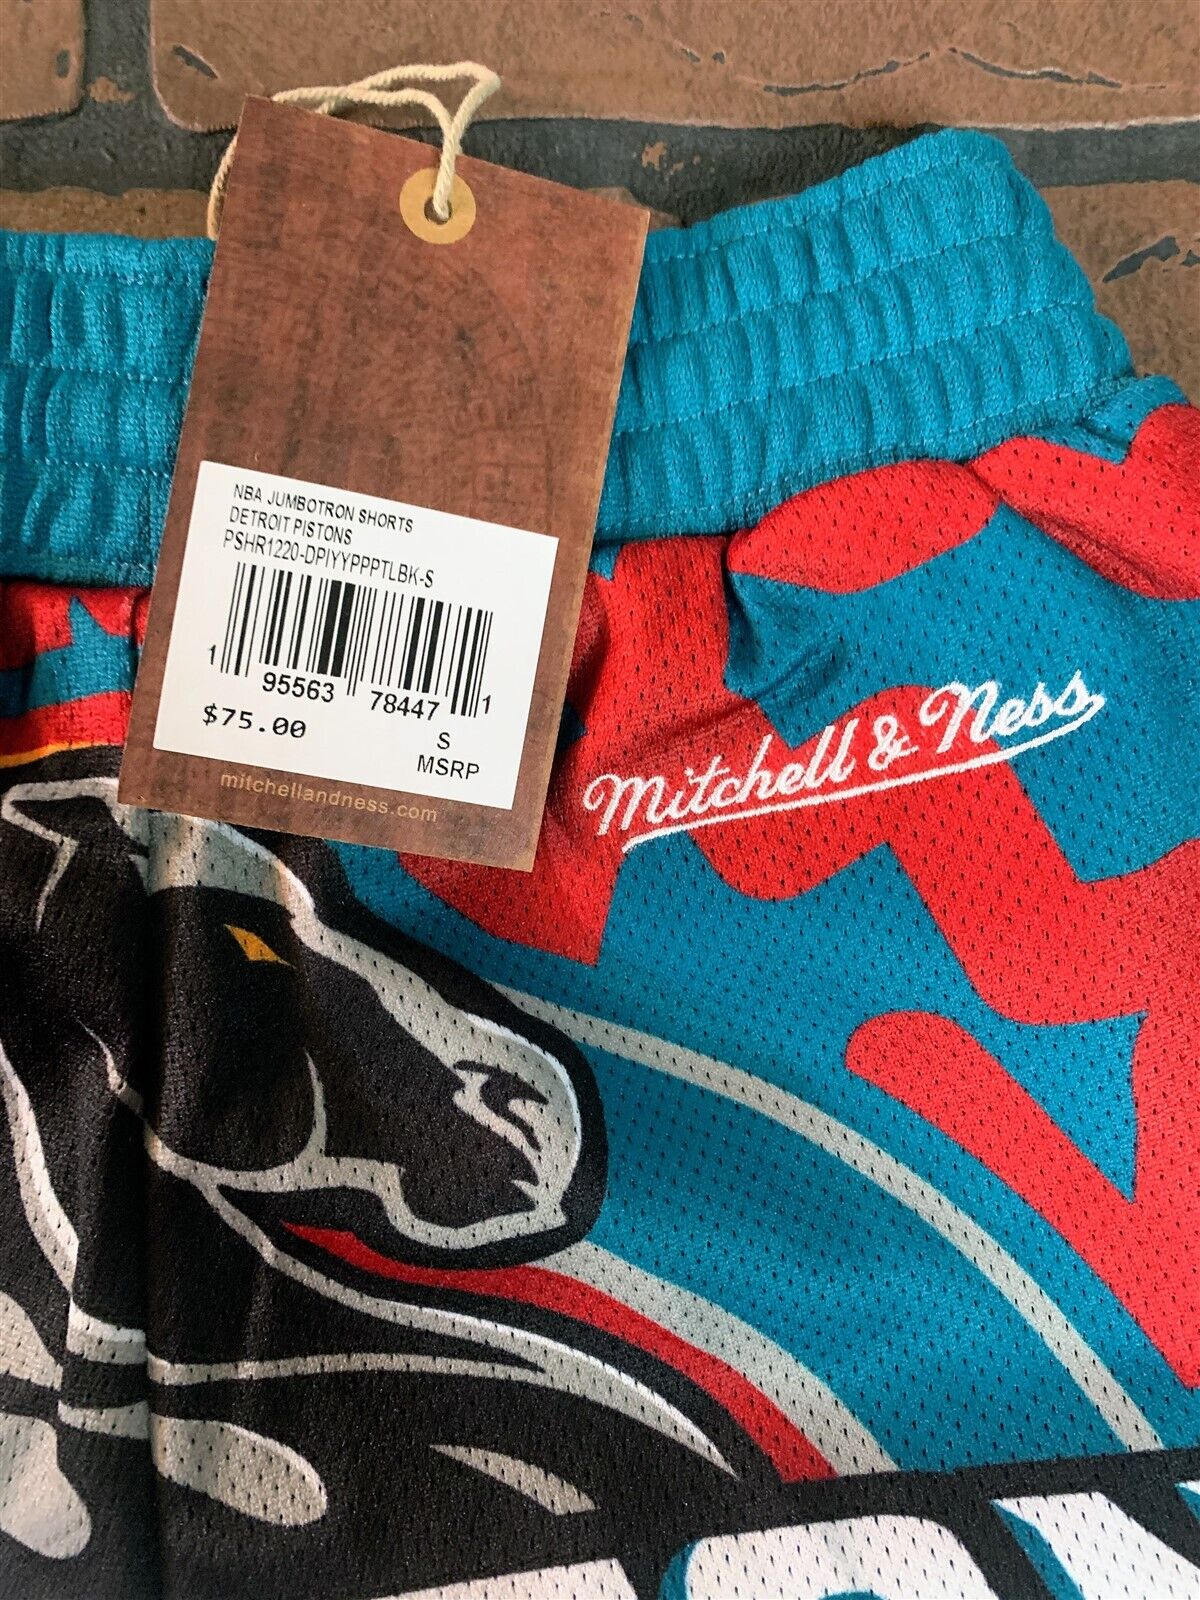 NBA JUMBOTRON SHORTS
DETROIT PISTONS
PSHR1220-DPIYYPPPTLBK-S
1 95563 78447 1
$75.00
S
MSRP
mitchellandness.com
Mitchell & Ness